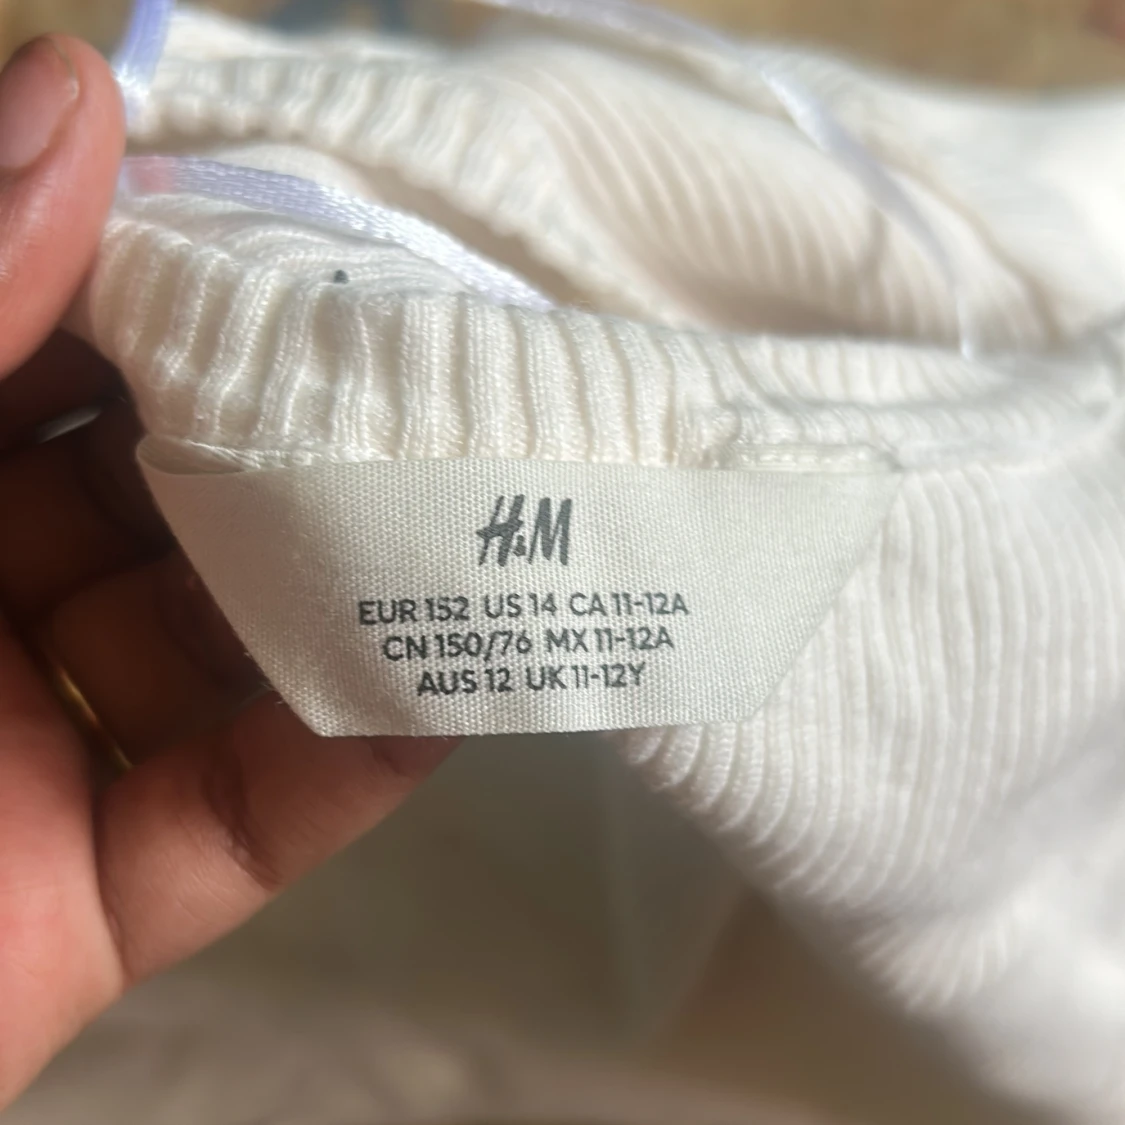 H&M
EUR 152 US 14 CA 11-12A
CN 150/76 MX 11-12A
AUS 12 UK 11-12Y